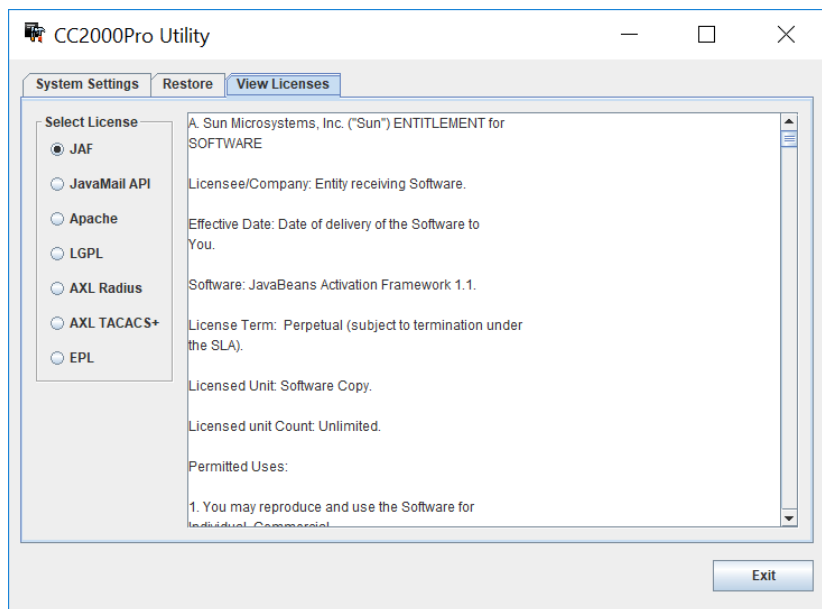 CC2000Pro Utility
System Settings
Restore
View Licenses
Select License
JAF
JavaMail API
Apache
LGPL
AXL Radius
AXL TACACS+
EPL
A. Sun Microsystems, Inc. ("Sun") ENTITLEMENT for
SOFTWARE
Licensee/Company: Entity receiving Software.
Effective Date: Date of delivery of the Software to
You.
Software: JavaBeans Activation Framework 1.1.
License Term:  Perpetual (subject to termination under
the SLA).
Licensed Unit: Software Copy.
Licensed unit Count: Unlimited.
Permitted Uses:
1. You may reproduce and use the Software for
Individual, Commercial,
Exit